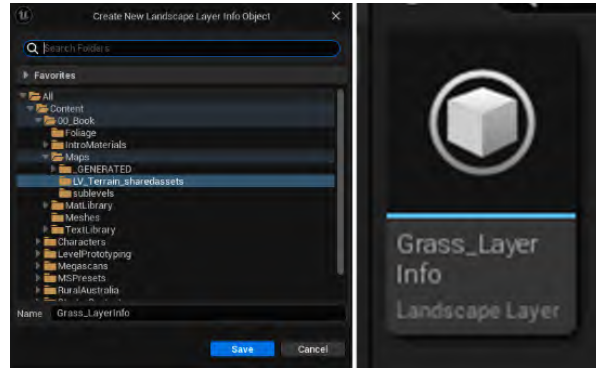 Create New Landscape Layer Info Object
Search Folders
Favorites
All
Content
00_Book
Foliage
IntroMaterials
Maps
_GENERATED
LV_Terrain_sharedassets
sublevels
MatLibrary
Meshes
TextLibrary
Characters
LevelPrototyping
Megascans
MSPresets
RuralAustralia
Name Grass_LayerInfo
Save Cancel
Grass_Layer
Info
Landscape Layer